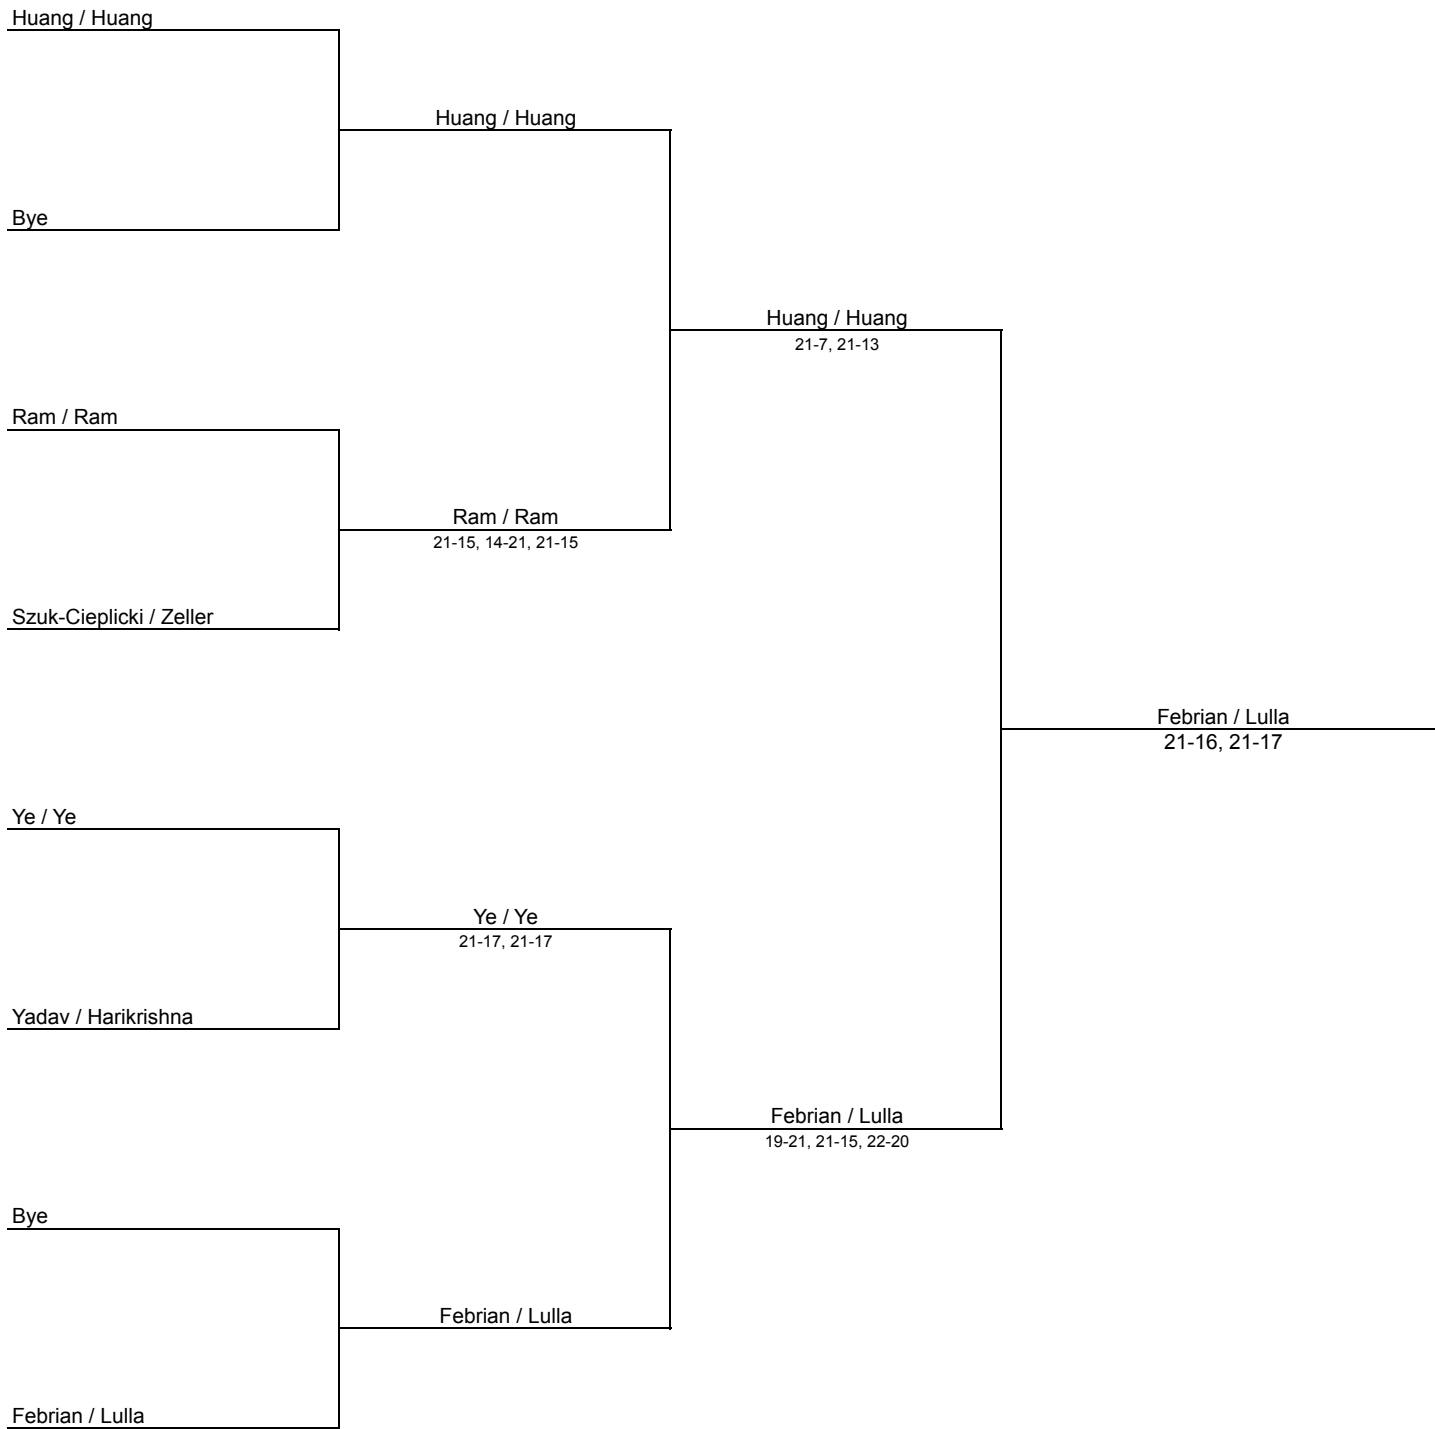 Huang / Huang
Huang / Huang
Bye
Huang / Huang
21-7, 21-13
Ram / Ram
Ram / Ram
21-15, 14-21, 21-15
Szuk-Cieplicki / Zeller
Febrian / Lulla
21-16, 21-17
Ye / Ye
Ye / Ye
21-17, 21-17
Yadav / Harikrishna
Febrian / Lulla
19-21, 21-15, 22-20
Bye
Febrian / Lulla
Febrian / Lulla